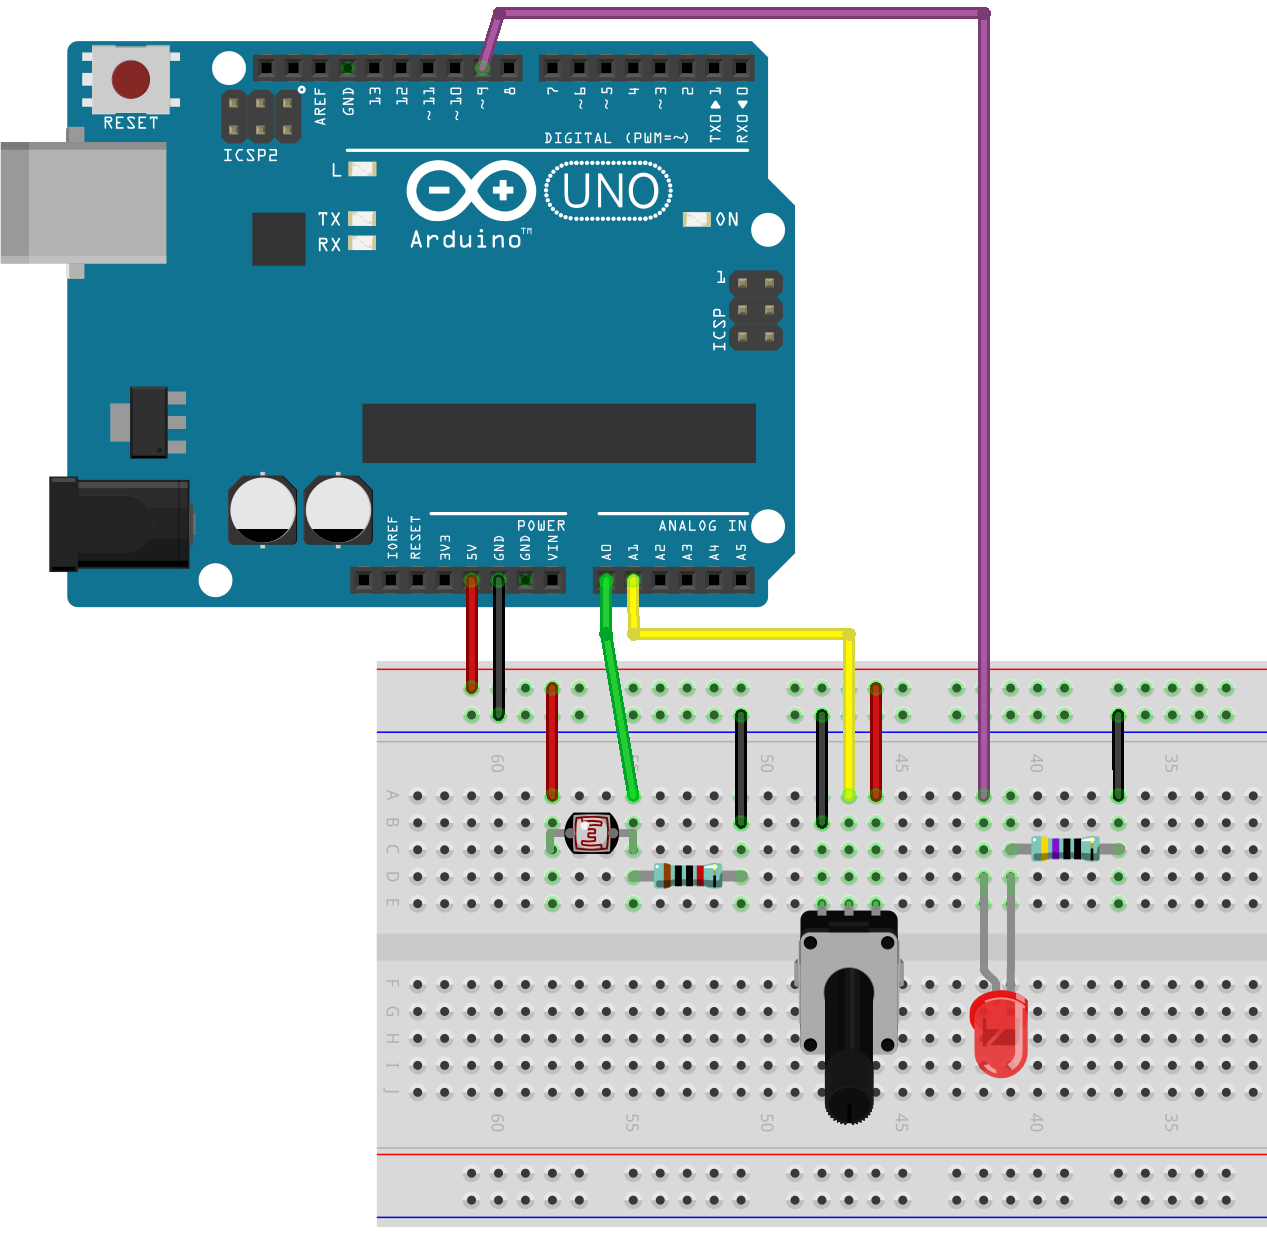 RESET
ICSP2
AREF
GND
13
12
~11
~10
~9
8
7
~6
~5
4
~3
2
TX0▶1
RX0◀0
DIGITAL (PWM=~)
L
TX
RX
UNO
Arduino™
ON
1
ICSP
POWER
ANALOG IN
IOREF
RESET
3V3
5V
GND
GND
VIN
A0
A1
A2
A3
A4
A5
60
55
50
45
40
35
A
B
C
D
E
F
G
H
I
J
60
55
50
45
40
35